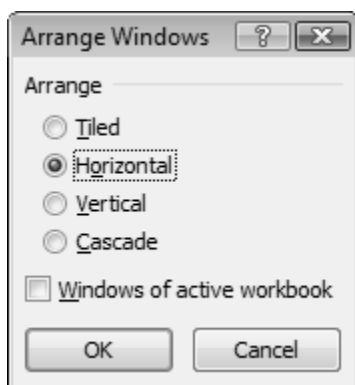 Arrange Windows ?
Arrange
Tiled
Horizontal
Vertical
Cascade
Windows of active workbook
OK Cancel